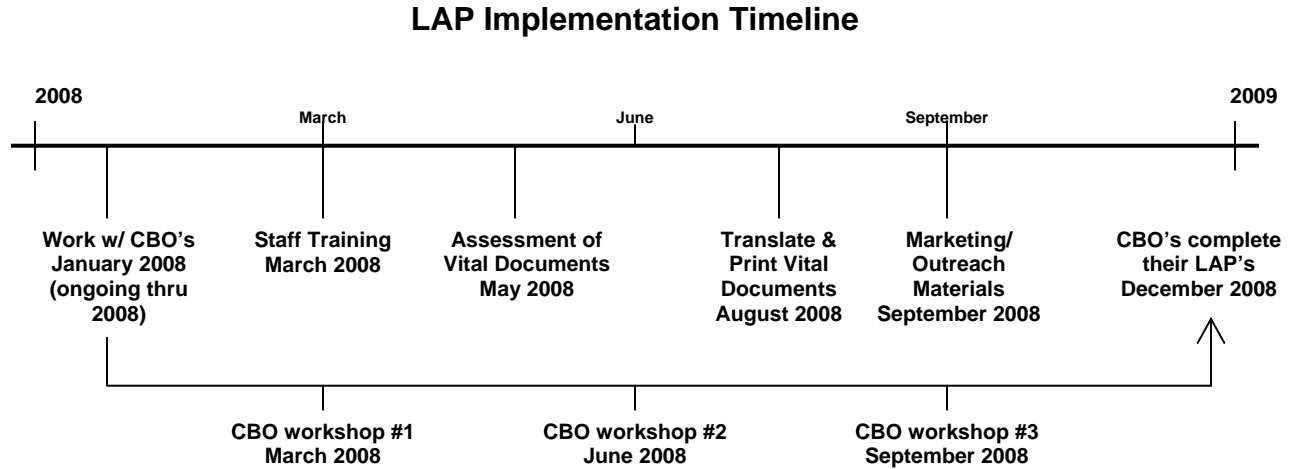 LAP Implementation Timeline
2008
2009
March
June
September
Work w/ CBO’s
January 2008
(ongoing thru
2008)
Staff Training
March 2008
Assessment of
Vital Documents
May 2008
Translate &
Print Vital
Documents
August 2008
Marketing/
Outreach
Materials
September 2008
CBO’s complete
their LAP’s
December 2008
CBO workshop #1
March 2008
CBO workshop #2
June 2008
CBO workshop #3
September 2008